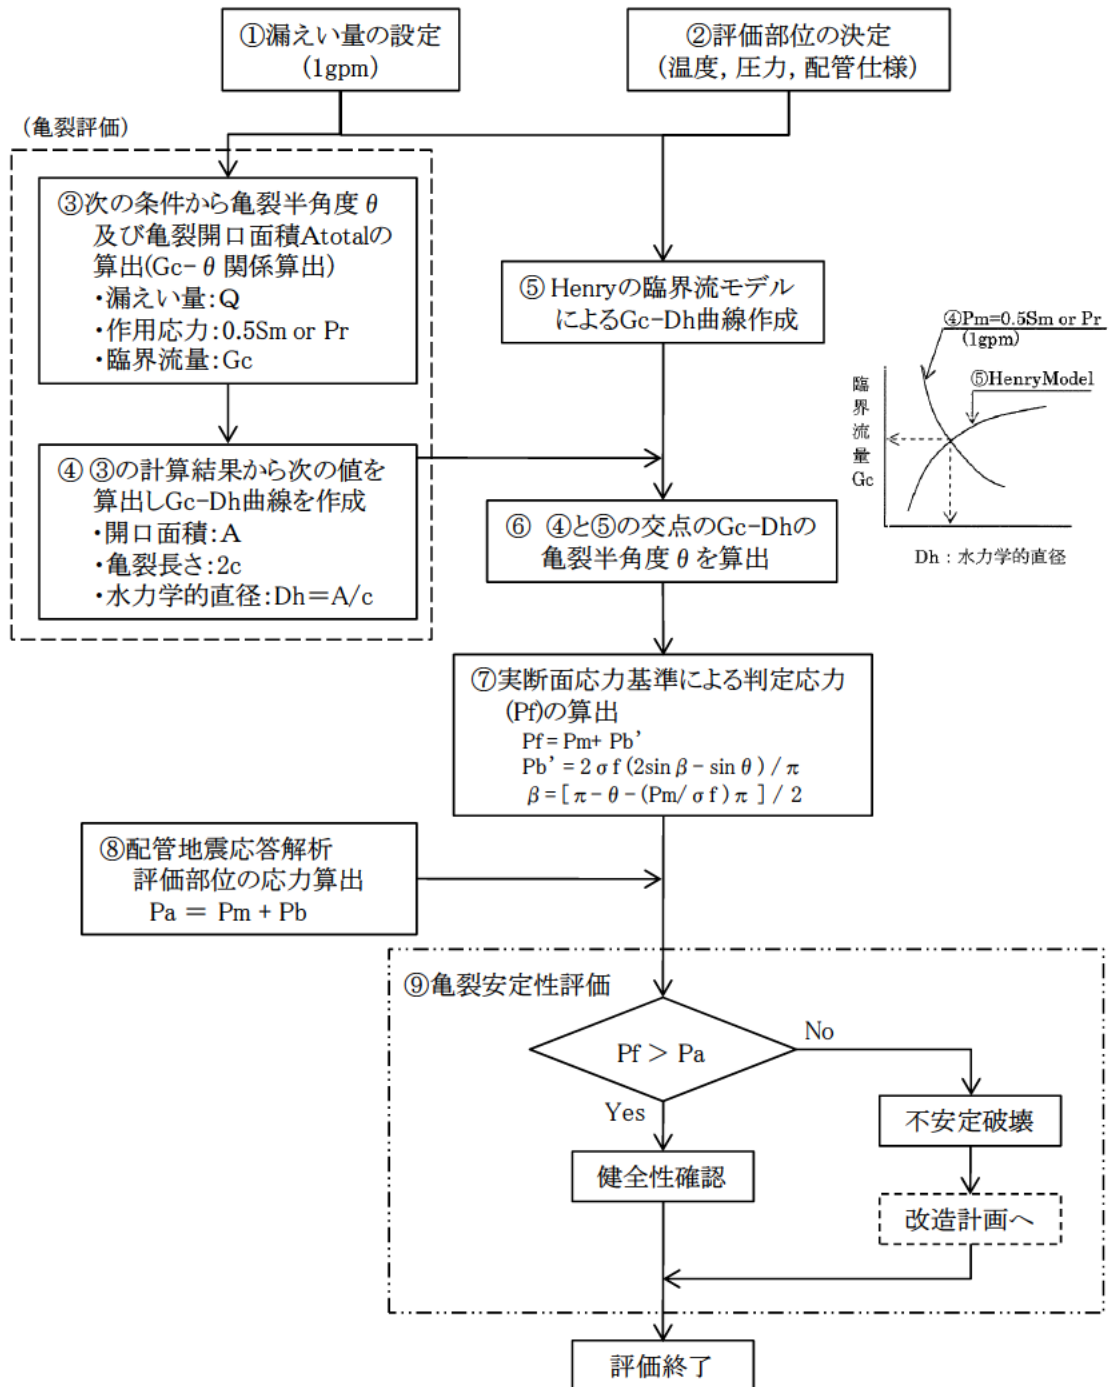 ①漏えい量の設定
(1gpm)
②評価部位の決定
(温度, 圧力, 配管仕様)
(亀裂評価)
③次の条件から亀裂半角度θ
及び亀裂開口面積Atotalの
算出(Gc-θ関係算出)
・漏えい量:Q
・作用応力:0.5Sm or Pr
・臨界流量:Gc
⑤Henryの臨界流モデル
によるGc-Dh曲線作成
④Pm=0.5Sm or Pr
(1gpm)
⑤HenryModel
臨界流量
Gc
Dh：水力学的直径
④ ③の計算結果から次の値を
算出しGc-Dh曲線を作成
・開口面積:A
・亀裂長さ:2c
・水力学的直径:Dh=A/c
⑥ ④と⑤の交点のGc-Dhの
亀裂半角度θを算出
⑦実断面応力基準による判定応力
(Pf)の算出
Pf=Pm+ Pb'
Pb'=2σf(2sinβ-sinθ)/π
β=[π-θ-(Pm/σf)π]/2
⑧配管地震応答解析
評価部位の応力算出
Pa = Pm + Pb
⑨亀裂安定性評価
Pf > Pa
No
Yes
不安定破壊
健全性確認
改造計画へ
評価終了